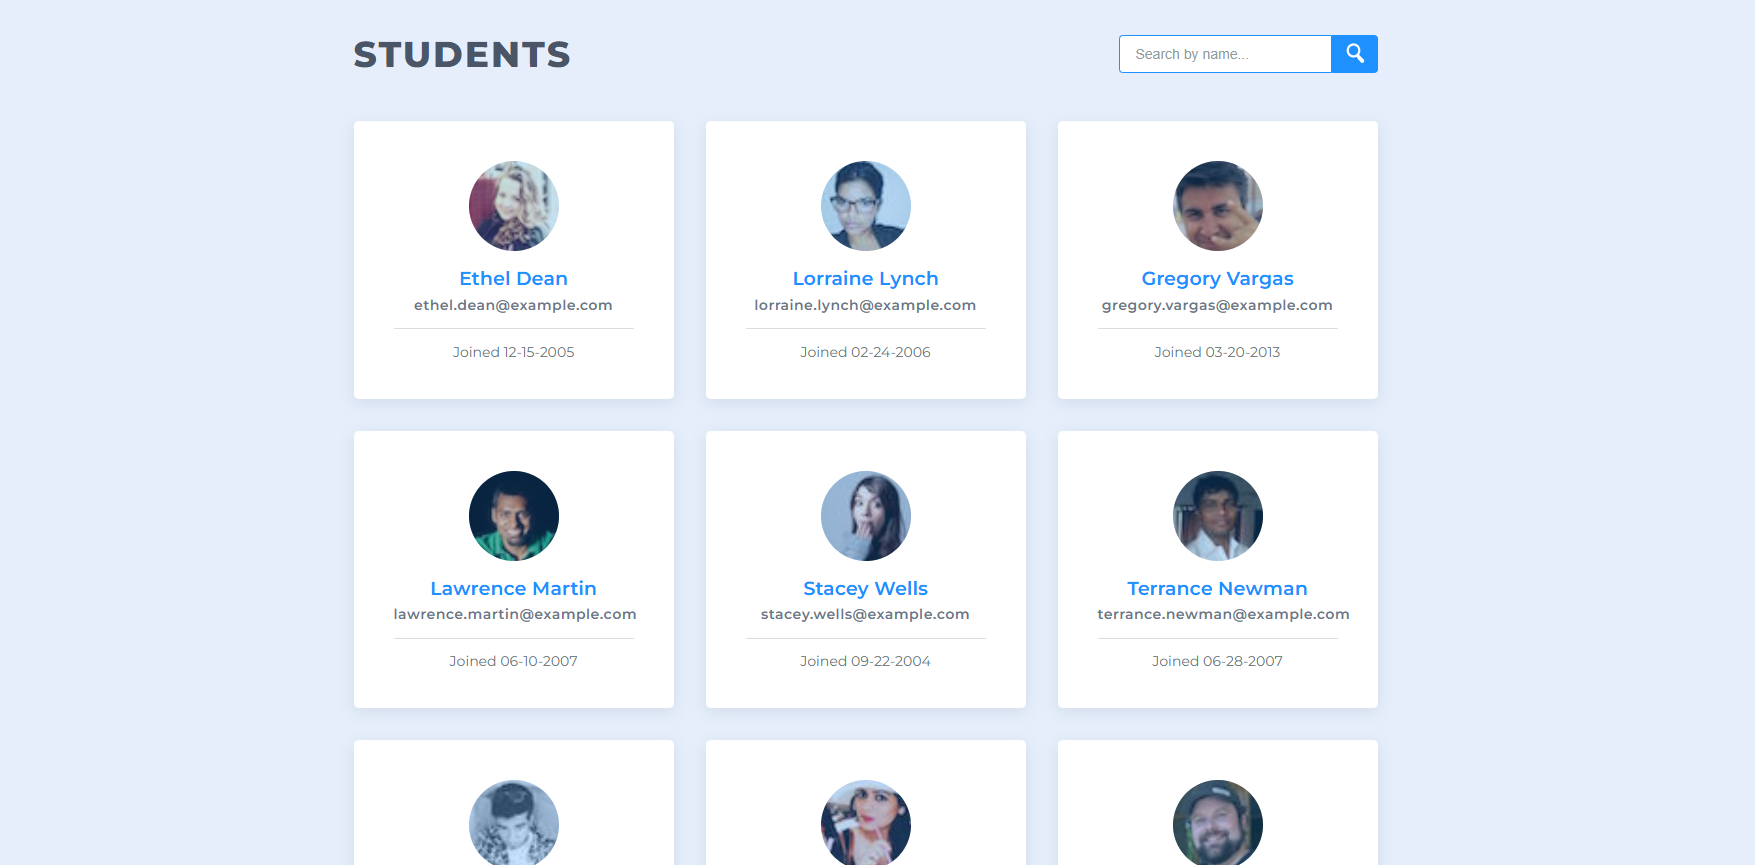 STUDENTS
Search by name...
Ethel Dean
ethel.dean@example.com
Joined 12-15-2005
Lorraine Lynch
lorraine.lynch@example.com
Joined 02-24-2006
Gregory Vargas
gregory.vargas@example.com
Joined 03-20-2013
Lawrence Martin
lawrence.martin@example.com
Joined 06-10-2007
Stacey Wells
stacey.wells@example.com
Joined 09-22-2004
Terrance Newman
terrance.newman@example.com
Joined 06-28-2007